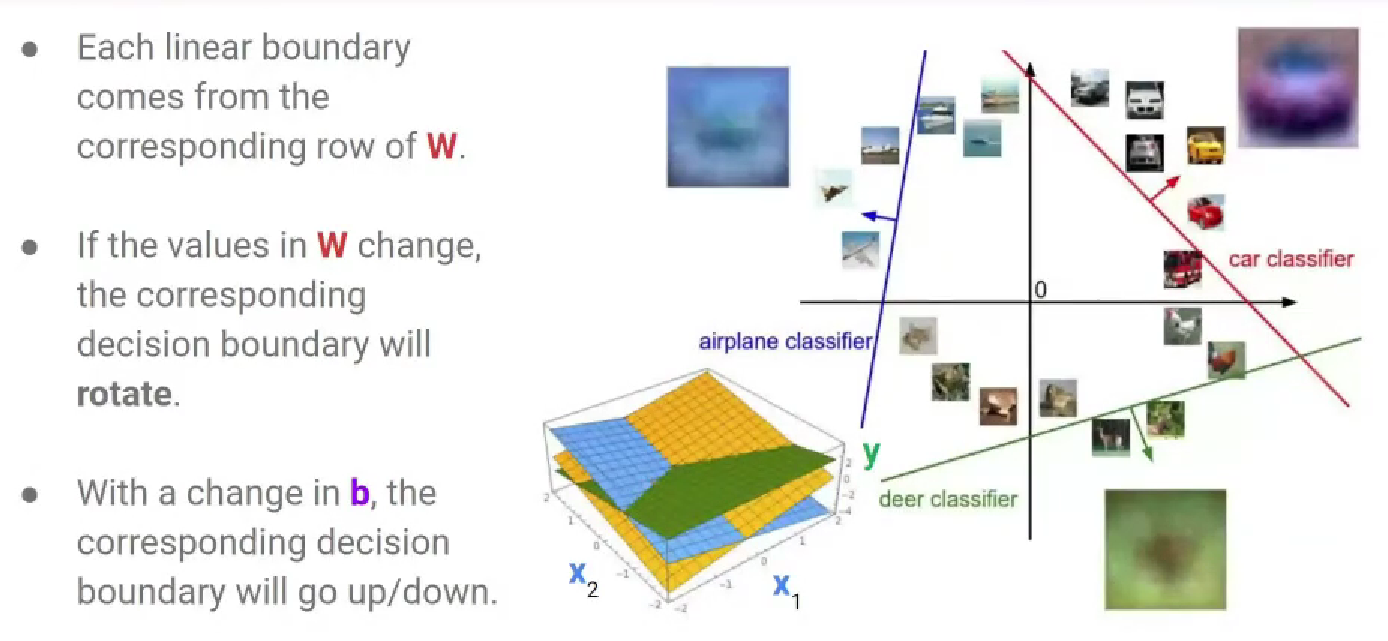 Each linear boundary
comes from the
corresponding row of W.
If the values in W change,
the corresponding
decision boundary will
rotate.
With a change in b, the
corresponding decision
boundary will go up/down.
car classifier
0
airplane classifier
deer classifier
y
2
0
-2
-4
2
1
0
-1
-2
-2
-1
0
1
2
x2
x1